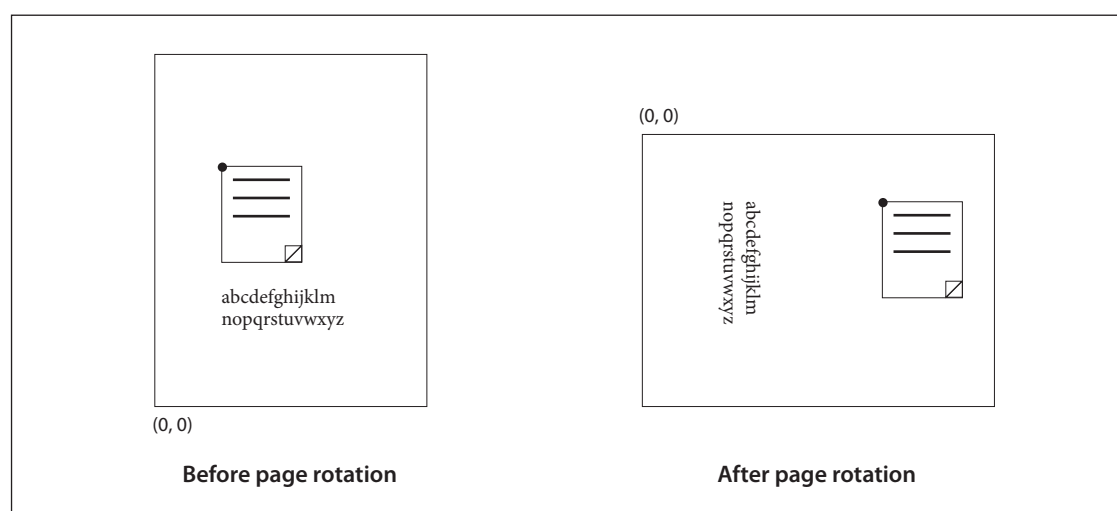 (0, 0)
abcdefghijklm
nopqrstuvwxyz
(0, 0)
Before page rotation
abcdefghijklm
nopqrstuvwxyz
After page rotation